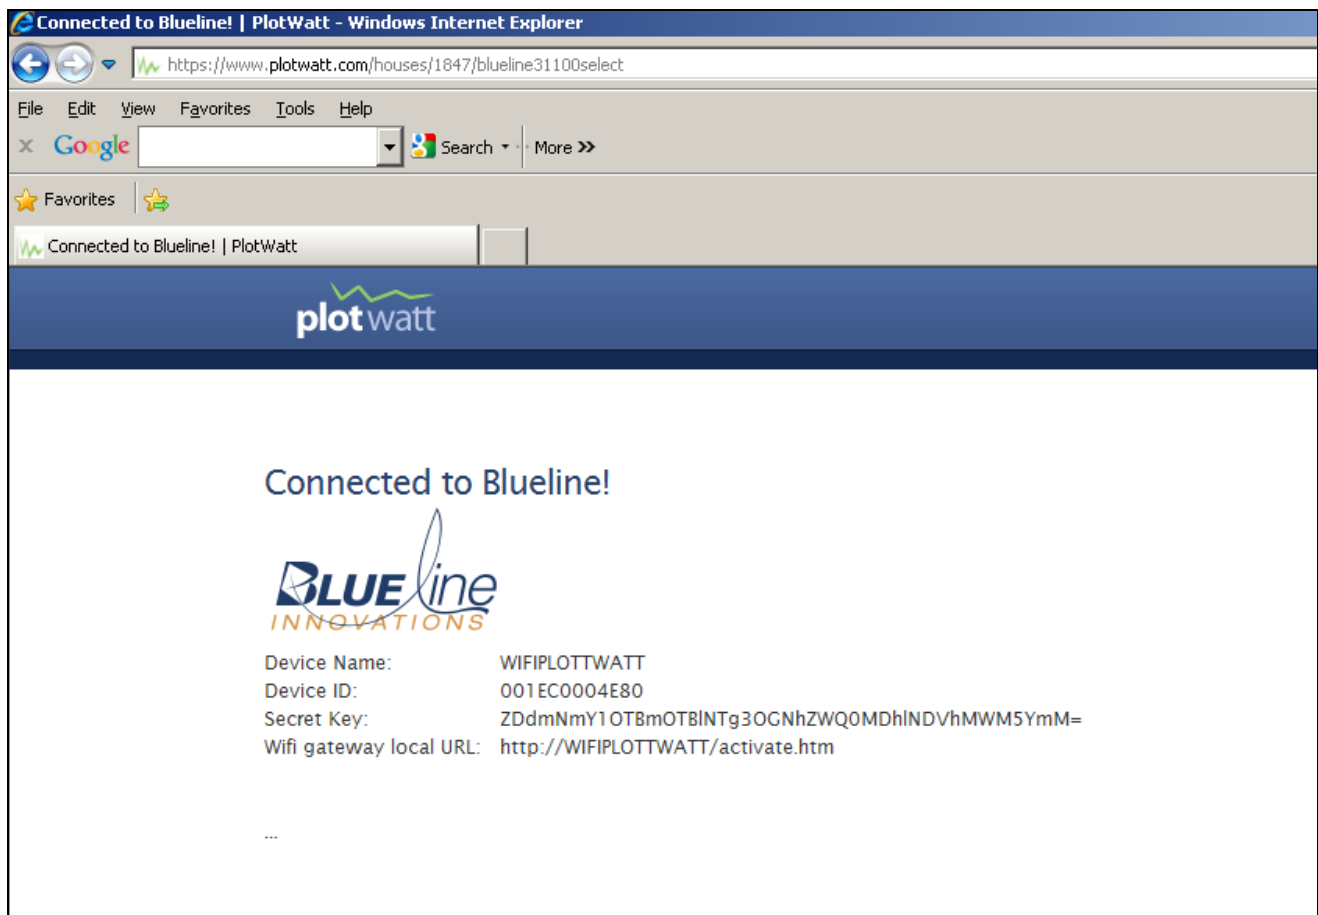 Connected to Blueline! | PlotWatt - Windows Internet Explorer
https://www.plotwatt.com/houses/1847/blueline31100select
File Edit View Favorites Tools Help
x Google Search More >>
Favorites
Connected to Blueline! | PlotWatt
plotwatt
Connected to Blueline!
BLUEline
INNOVATIONS
Device Name: WIFIPLOTTWATT
Device ID: 001EC0004E80
Secret Key: ZDdmNmY1OTBmOTBlNTg3OGNhZWQ0MDhlNDVhMWM5YmM=
Wifi gateway local URL: http://WIFIPLOTTWATT/activate.htm
...